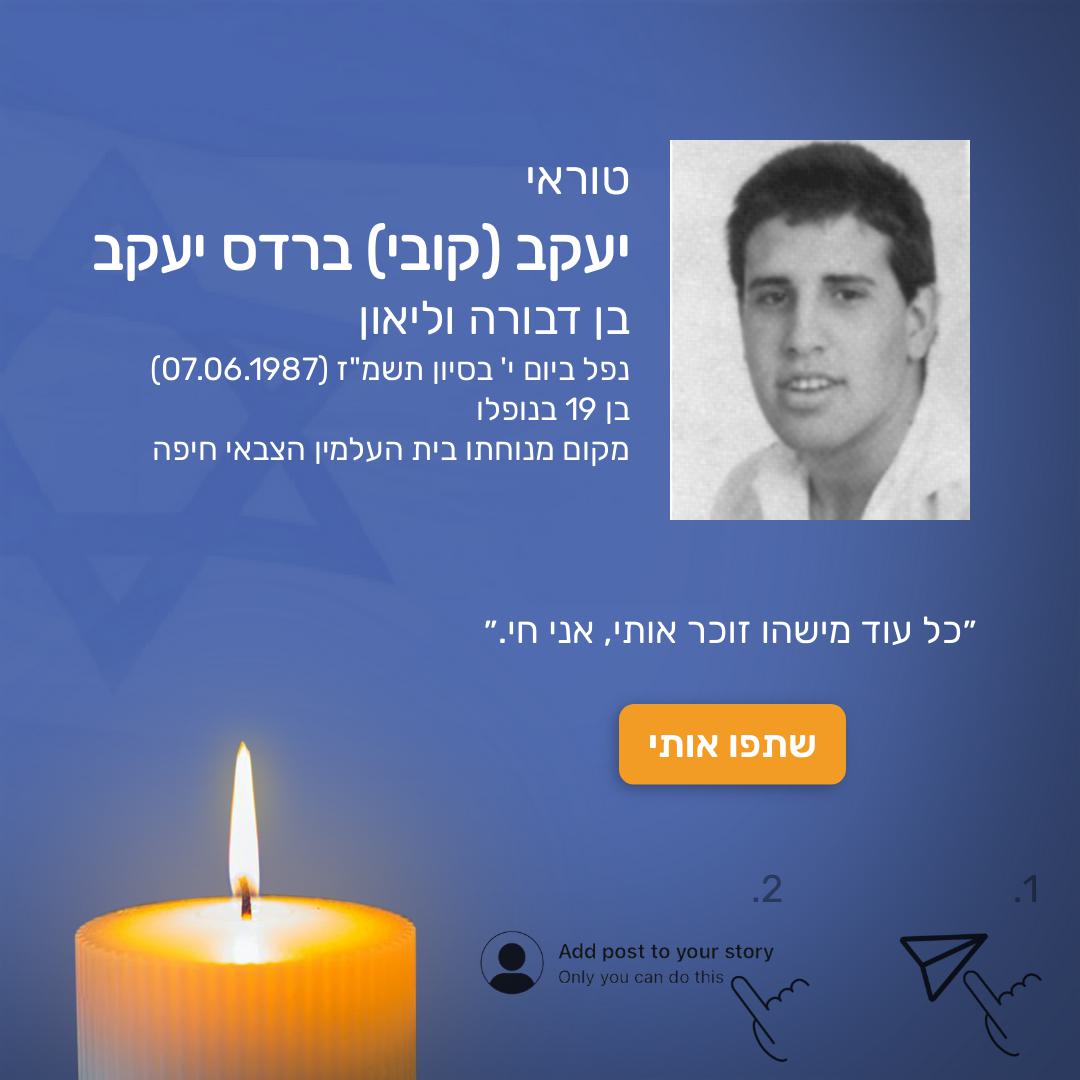 טוראי
יעקב (קובי) ברדס יעקב
בן דבורה וליאון
נפל ביום י' בסיון תשמ"ז (07.06.1987)
בן 19 בנופלו
מקום מנוחתו בית העלמין הצבאי חיפה
״כל עוד מישהו זוכר אותי, אני חי.״
שתפו אותי
1.
2.
Add post to your story
Only you can do this